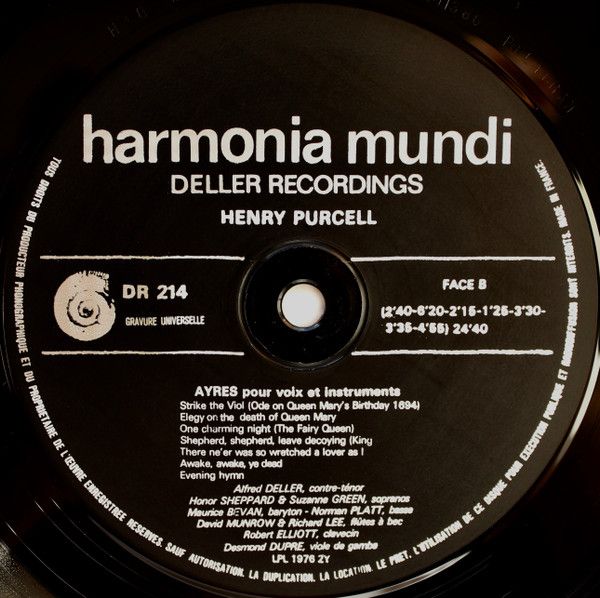 harmonia mundi
DELLER RECORDINGS
HENRY PURCELL
DR 214
GRAVURE UNIVERSELLE
FACE B
(2'40-6'20-2'15-1'25-3'30-
3'35-4'55) 24'40
AYRES pour voix et instruments
Strike the Viol (Ode on Queen Mary's Birthday 1694)
Elegy on the death of Queen Mary
One charming night (The Fairy Queen)
Shepherd, shepherd, leave decoying (King
There ne'er was so wretched a lover as I
Awake, awake, ye dead
Evening hymn
Alfred DELLER, contre-ténor
Honor SHEPPARD & Suzanne GREEN, sopranos
Maurice BEVAN, baryton - Norman PLATT, basse
David MUNROW & Richard LEE, flûtes à bec
Robert ELLIOTT, clavecin
Desmond DUPRE, viole de gambe
LPL 1976 2Y
TOUS DROITS DU PRODUCTEUR PHONOGRAPHIQUE ET DU PROPRIETAIRE DE L'ŒUVRE ENREGISTREE RESERVES. SAUF AUTORISATION. LA DUPLICATION. LA LOCATION. LE PRET. L'UTILISATION DE CE DISQUE POUR EXECUTION PUBLIQUE ET RADIODIFFUSION SONT INTERDITS. MADE IN FRANCE.